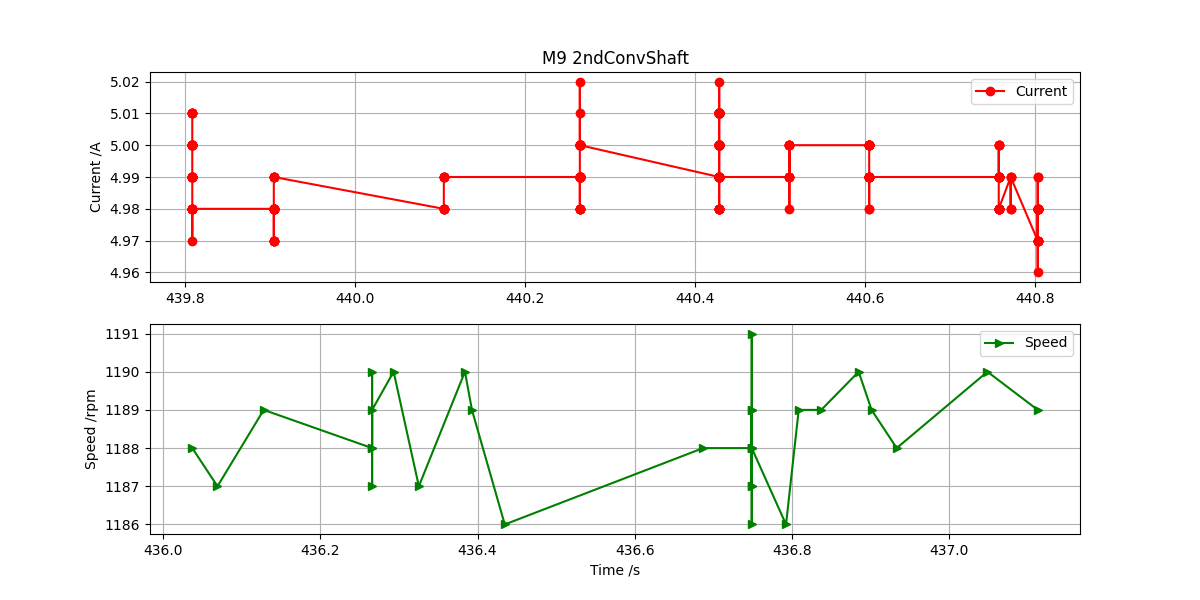 M9 2ndConvShaft
5.02
5.01
5.00
4.99
4.98
4.97
4.96
Current /A
Current
439.8 440.0 440.2 440.4 440.6 440.8
1191
1190
1189
1188
1187
1186
Speed /rpm
Speed
436.0 436.2 436.4 436.6 436.8 437.0
Time /s